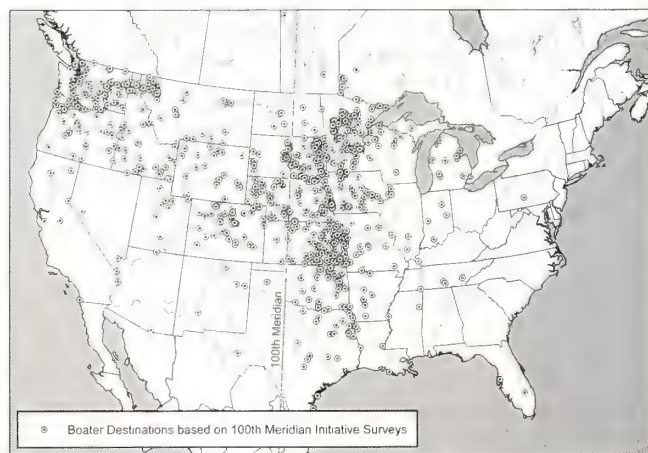 100th Meridian
Boater Destinations based on 100th Meridian Initiative Surveys